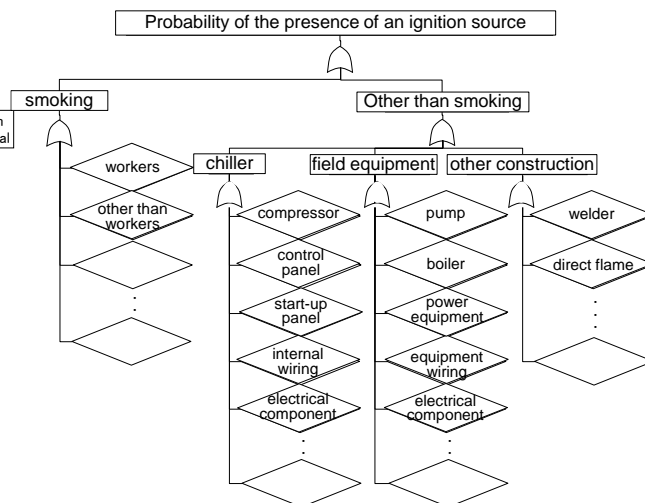 Probability of the presence of an ignition source
smoking
Other than smoking
al
chiller
field equipment
other construction
workers
other than
workers
compressor
control
panel
start-up
panel
internal
wiring
electrical
component
pump
boiler
power
equipment
equipment
wiring
electrical
component
welder
direct flame